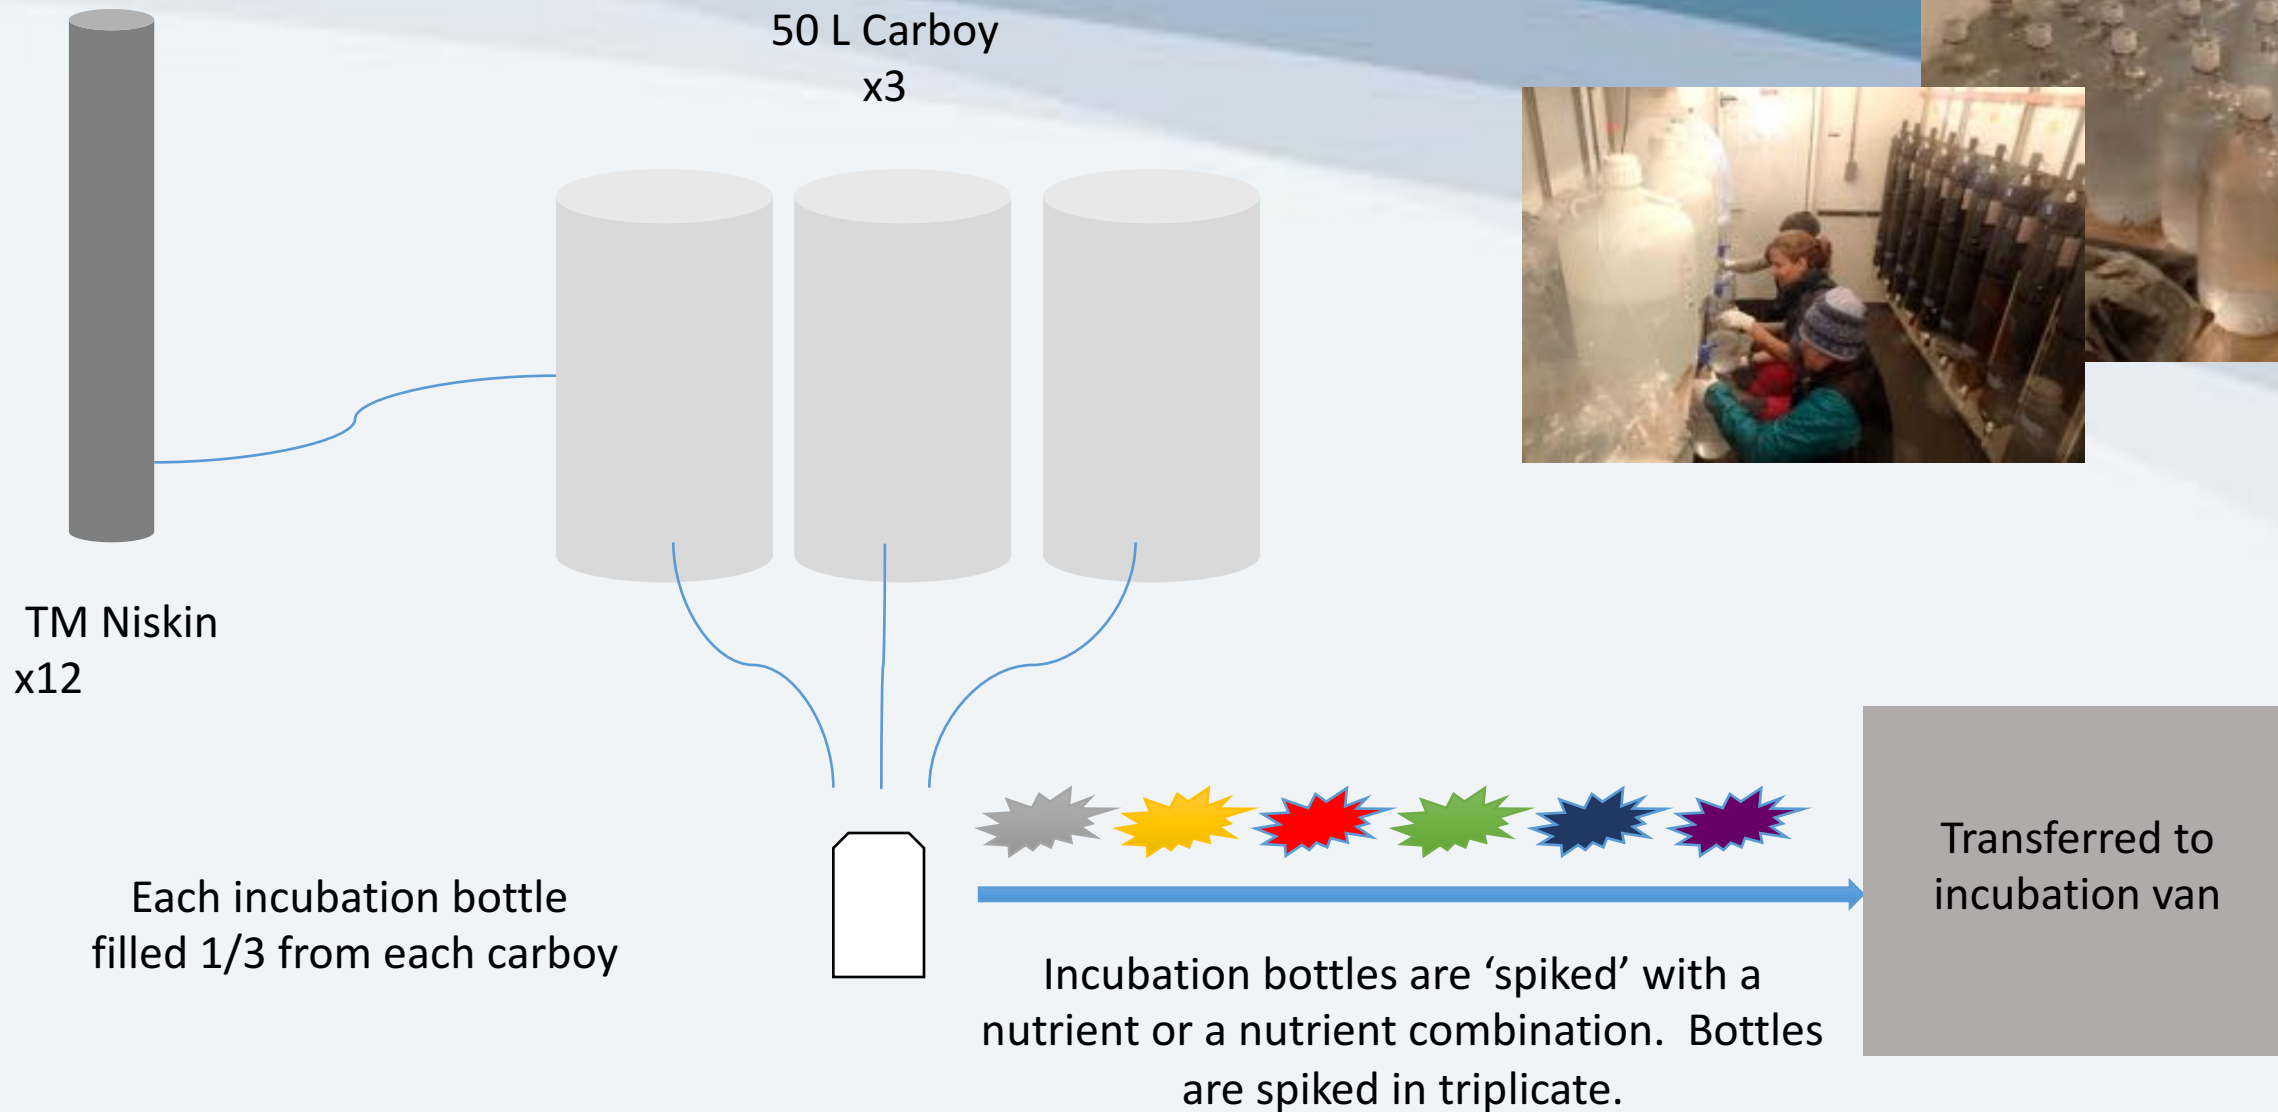 50 L Carboy
x3
TM Niskin
x12
Each incubation bottle
filled 1/3 from each carboy
Incubation bottles are ‘spiked’ with a
nutrient or a nutrient combination.  Bottles
are spiked in triplicate.
Transferred to
incubation van